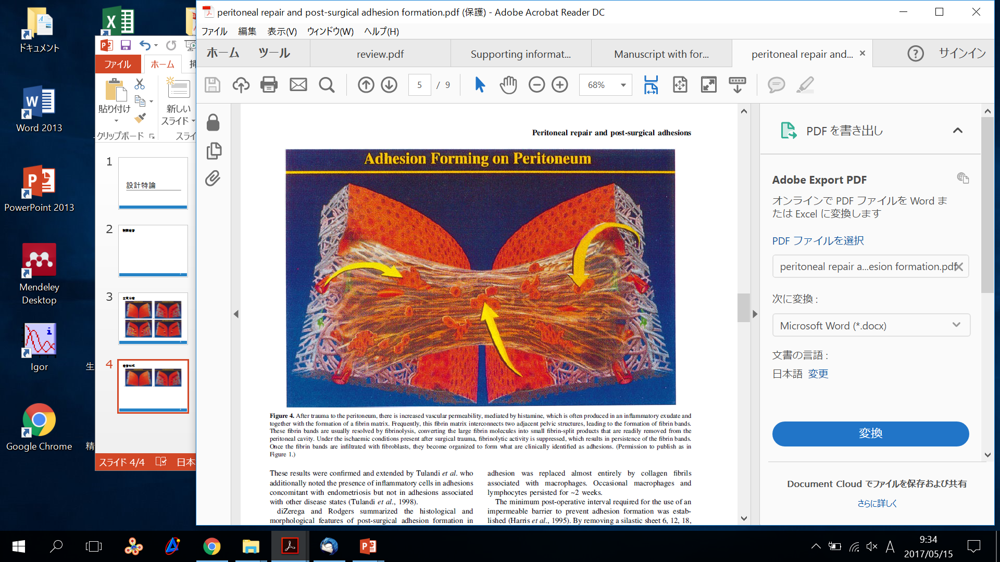 ドキュメント
Word 2013
PowerPoint 2013
Mendeley
Desktop
Igor
Google Chrome
生
精
ファイル
ホーム
挿
貼り付け
新しい
スライド
クリップボード
スライ
1
設計特論
2
3
4
スライド 4/4
日本
peritoneal repair and post-surgical adhesion formation.pdf (保護) - Adobe Acrobat Reader DC
ファイル 編集 表示(V) ウィンドウ(W) ヘルプ(H)
ホーム ツール review.pdf Supporting informat... Manuscript with for... peritoneal repair and... サインイン
5 / 9 68%
Peritoneal repair and post-surgical adhesions
Adhesion Forming on Peritoneum
Figure 4. After trauma to the peritoneum, there is increased vascular permeability, mediated by histamine, which is often produced in an inflammatory exudate and
together with the formation of a fibrin matrix. Frequently, this fibrin matrix interconnects two adjacent pelvic structures, leading to the formation of fibrin bands.
These fibrin bands are usually resolved by fibrinolysis, converting the large fibrin molecules into small fibrin-split products that are readily removed from the
peritoneal cavity. Under the ischaemic conditions present after surgical trauma, fibrinolytic activity is suppressed, which results in persistence of the fibrin bands.
Once the fibrin bands are infiltrated with fibroblasts, they become organized to form what are clinically identified as adhesions. (Permission to publish as in
Figure 1.)
These results were confirmed and extended by Tulandi et al. who
additionally noted the presence of inflammatory cells in adhesions
concomitant with endometriosis but not in adhesions associated
with other disease states (Tulandi et al., 1998).
diZerega and Rodgers summarized the histological and
morphological features of post-surgical adhesion formation in
adhesion was replaced almost entirely by collagen fibrils
associated with macrophages. Occasional macrophages and
lymphocytes persisted for ~2 weeks.
The minimum post-operative interval required for the use of an
impermeable barrier to prevent adhesion formation was estab-
lished (Harris et al., 1995). By removing a silastic sheet 6, 12, 18,
PDF を書き出し
Adobe Export PDF
オンラインで PDF ファイルを Word ま
たは Excel に変換します
PDF ファイルを選択
peritoneal repair a...esion formation.pdf
次に変換 :
Microsoft Word (*.docx)
文書の言語 :
日本語 変更
変換
Document Cloud でファイルを保存および共有
さらに詳しく
A
9:34
2017/05/15